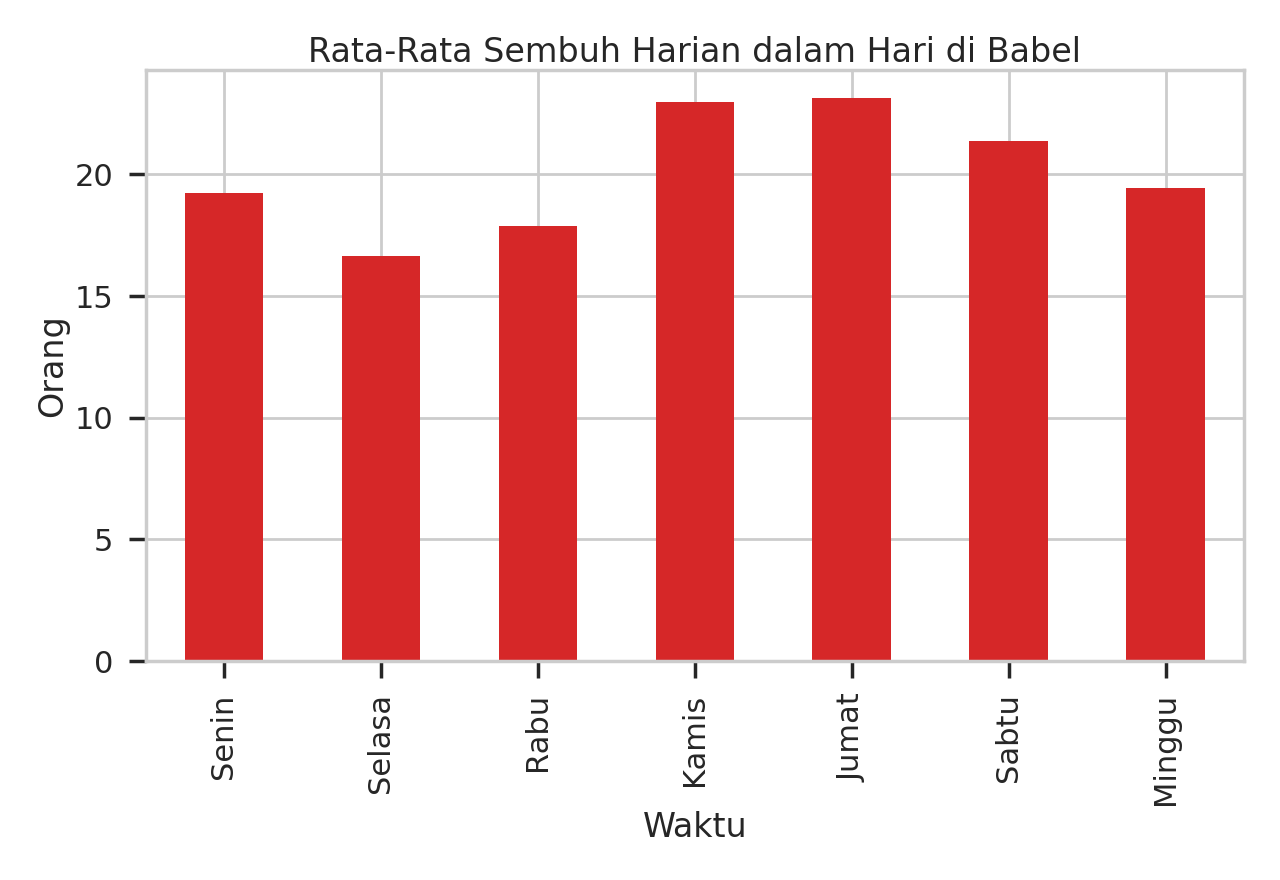 Rata-Rata Sembuh Harian dalam Hari di Babel
Orang
20
15
10
5
0
Senin
Selasa
Rabu
Kamis
Jumat
Sabtu
Minggu
Waktu